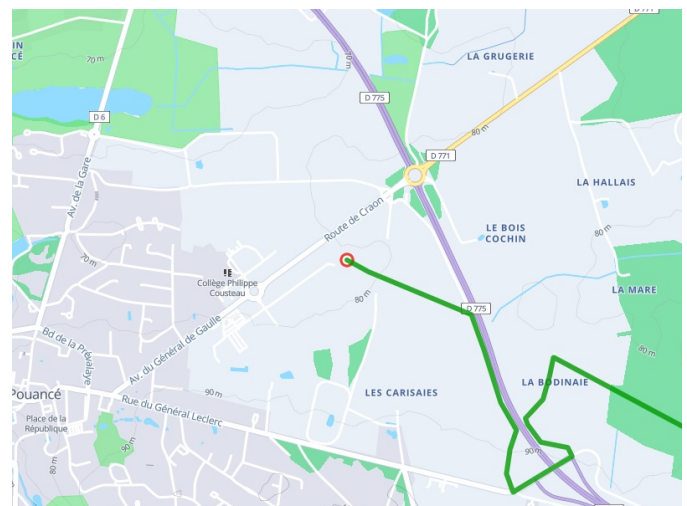 D 771
IN
CÉ
70 m
LA GRUGERIE
70 m
D 775
D 6
80 m
D 771
Av. de la Gare
Route de Craon
LA HALLAIS
LE BOIS
COCHIN
80 m
70 m
Collège Philippe
Cousteau
80 m
LA MARE
D 775
Bd de la Prévalaye
Av. du Général de Gaulle
80 m
LA BODINAIE
LES CARISAIES
90 m
Pouancé
Rue du Général Leclerc
Place de la
République
90 m
90 m
80 m